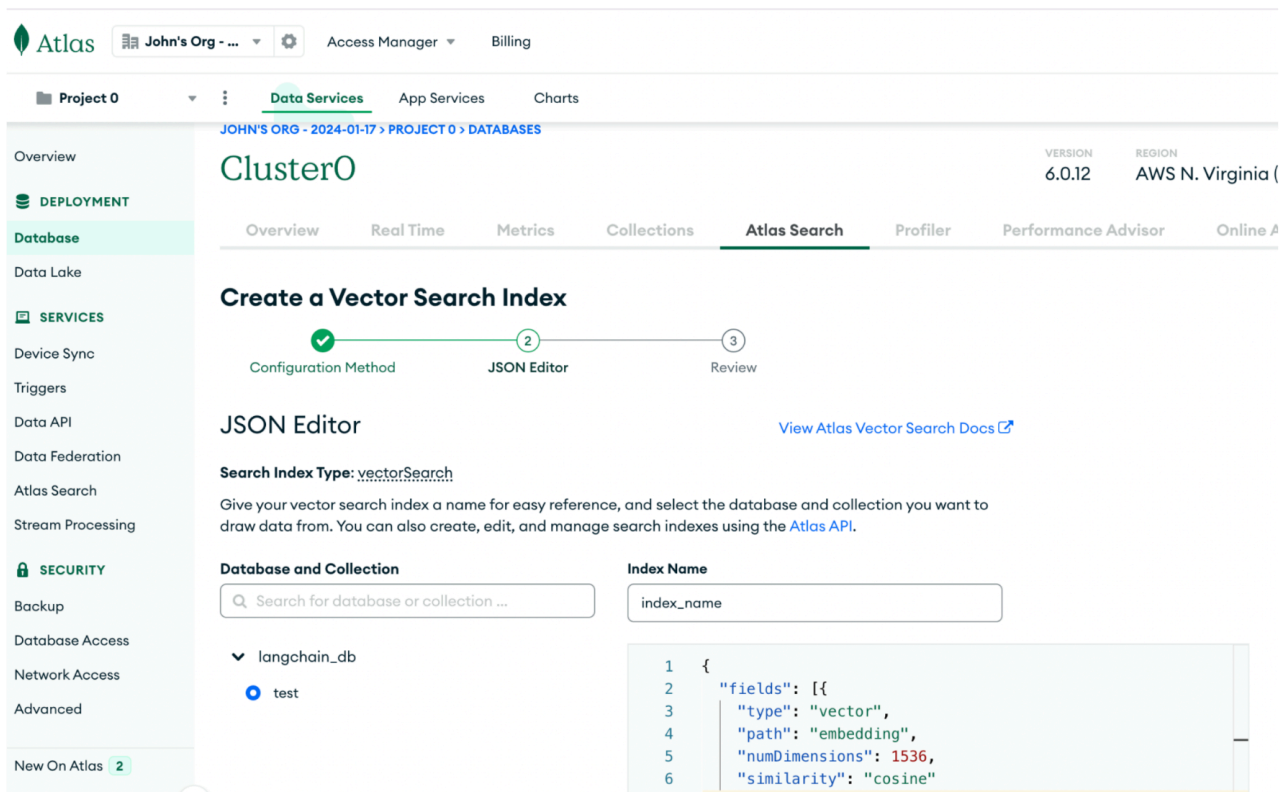 Atlas
John's Org - ...
Access Manager
Billing
Project 0
Data Services
App Services
Charts
JOHN'S ORG - 2024-01-17 > PROJECT 0 > DATABASES
Overview
DEPLOYMENT
Database
Data Lake
SERVICES
Device Sync
Triggers
Data API
Data Federation
Atlas Search
Stream Processing
SECURITY
Backup
Database Access
Network Access
Advanced
New On Atlas 2
Cluster0
VERSION
6.0.12
REGION
AWS N. Virginia (
Overview
Real Time
Metrics
Collections
Atlas Search
Profiler
Performance Advisor
Online A
Create a Vector Search Index
Configuration Method
2
JSON Editor
3
Review
JSON Editor
View Atlas Vector Search Docs
Search Index Type: vectorSearch
Give your vector search index a name for easy reference, and select the database and collection you want to
draw data from. You can also create, edit, and manage search indexes using the Atlas API.
Database and Collection
Search for database or collection ...
langchain_db
test
Index Name
index_name
1 {
2 "fields": [{
3 "type": "vector",
4 "path": "embedding",
5 "numDimensions": 1536,
6 "similarity": "cosine"